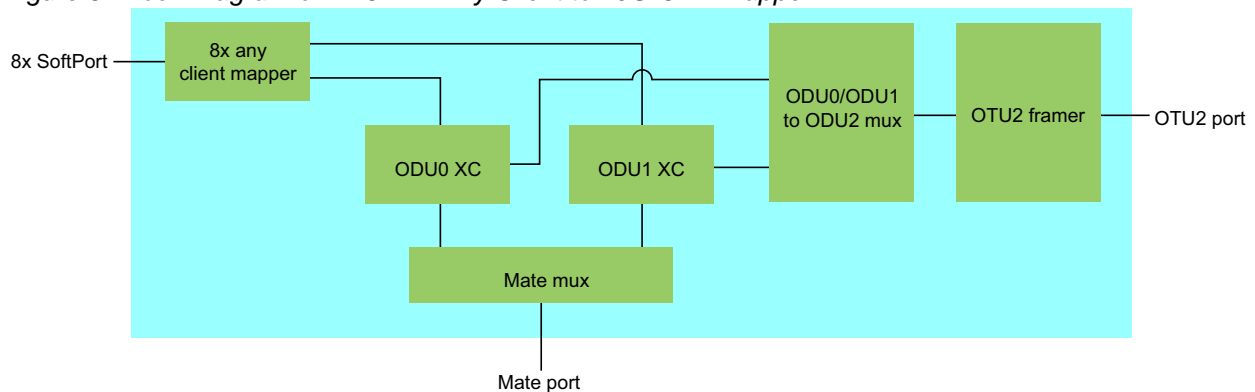 8x SoftPort
8x any
client mapper
ODU0 XC
ODU1 XC
ODU0/ODU1
to ODU2 mux
OTU2 framer
OTU2 port
Mate mux
Mate port